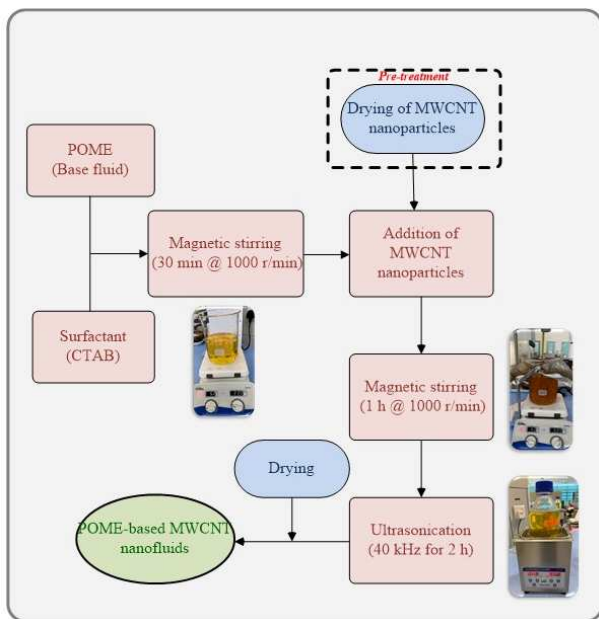 Pre-treatment
Drying of MWCNT
nanoparticles
POME
(Base fluid)
Magnetic stirring
(30 min @ 1000 r/min)
Addition of
MWCNT
nanoparticles
Surfactant
(CTAB)
Magnetic stirring
(1 h @ 1000 r/min)
Drying
POME-based MWCNT
nanofluids
Ultrasonication
(40 kHz for 2 h)